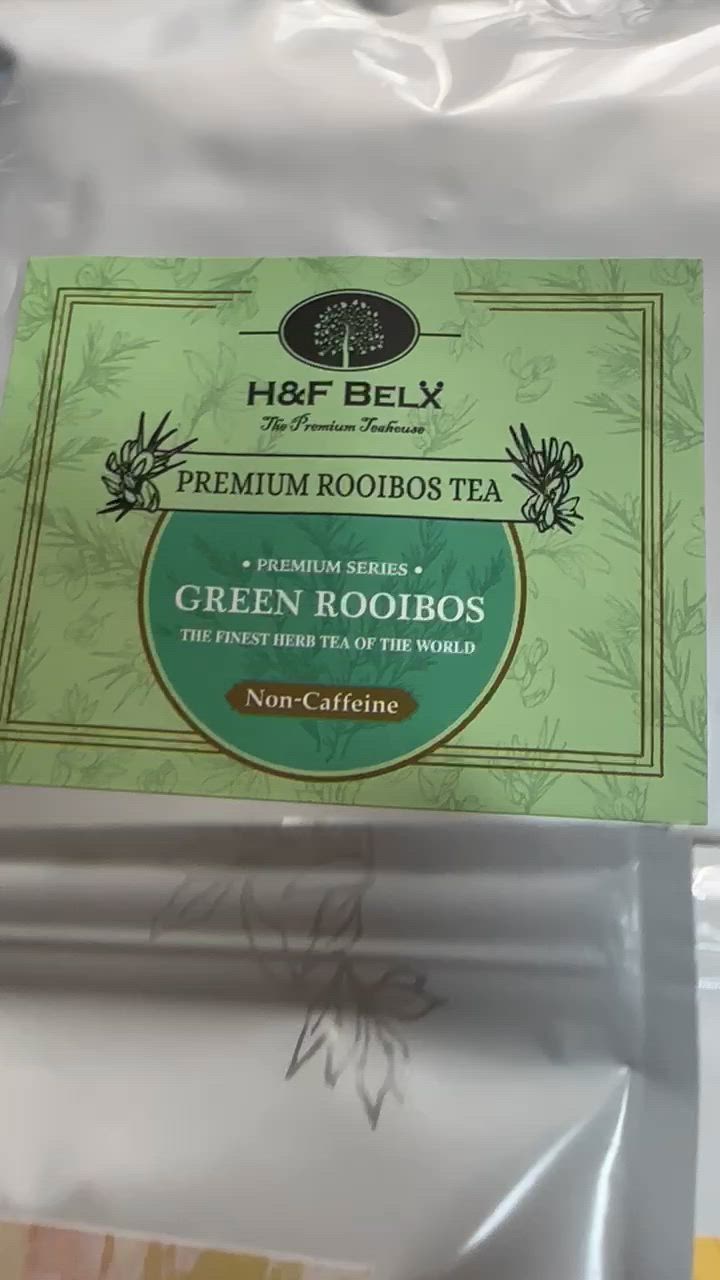 H&F BELX
The Premium Teahouse
PREMIUM ROOIBOS TEA
• PREMIUM SERIES •
GREEN ROOIBOS
THE FINEST HERB TEA OF THE WORLD
Non-Caffeine